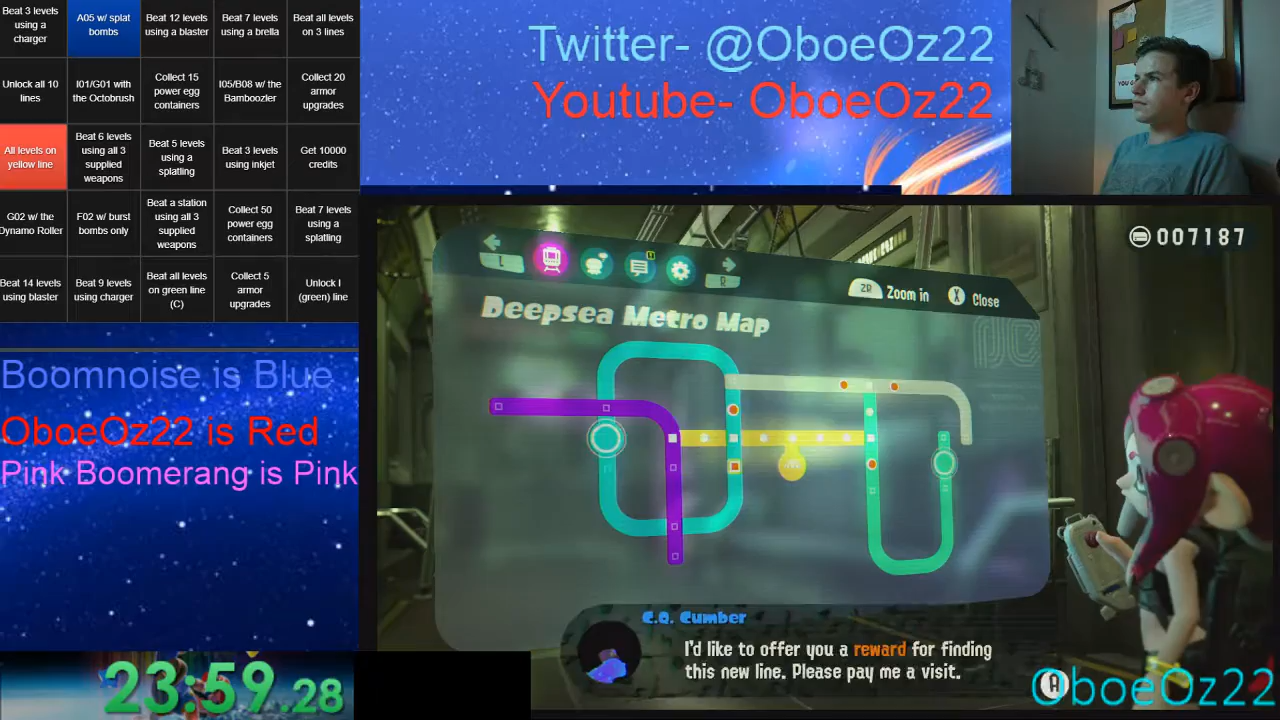 Beat 3 levels
using a
charger
A05 w/ splat
bombs
Beat 12 levels
using a blaster
Beat 7 levels
using a brella
Beat all levels
on 3 lines
Unlock all 10
lines
I01/G01 with
the Octobrush
Collect 15
power egg
containers
I05/B08 w/ the
Bamboozler
Collect 20
armor
upgrades
All levels on
yellow line
Beat 6 levels
using all 3
supplied
weapons
Beat 5 levels
using a
splatling
Beat 3 levels
using inkjet
Get 10000
credits
G02 w/ the
Dynamo Roller
F02 w/ burst
bombs only
Beat a station
using all 3
supplied
weapons
Collect 50
power egg
containers
Beat 7 levels
using a
splatling
Beat 14 levels
using blaster
Beat 9 levels
using charger
Beat all levels
on green line
(C)
Collect 5
armor
upgrades
Unlock I
(green) line
Boomnoise is Blue
OboeOz22 is Red
Pink Boomerang is Pink
23:59.28
Twitter- @OboeOz22
Youtube- OboeOz22
007187
L
R
ZR Zoom in
X Close
Deepsea Metro Map
C.Q. Cumber
I'd like to offer you a reward for finding
this new line. Please pay me a visit.
A
OboeOz22